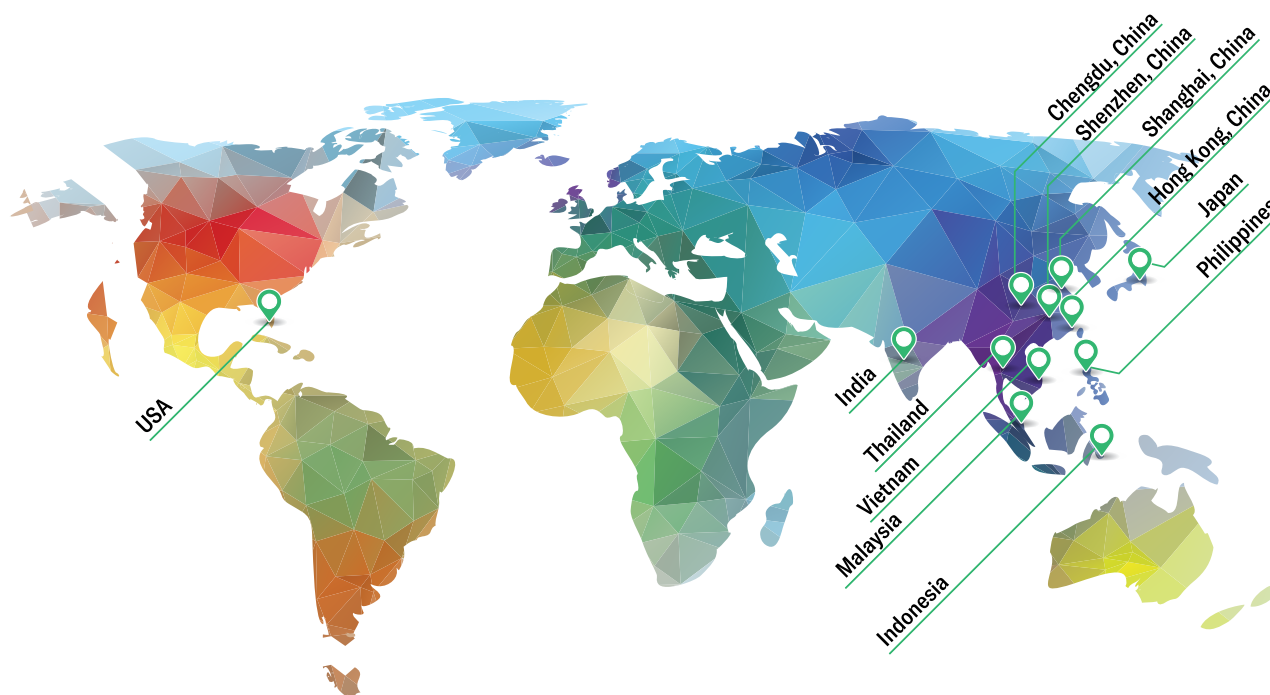 Chengdu, China
Shenzhen, China
Shanghai, China
Hong Kong, China
Japan
Philippines
USA
India
Thailand
Vietnam
Malaysia
Indonesia